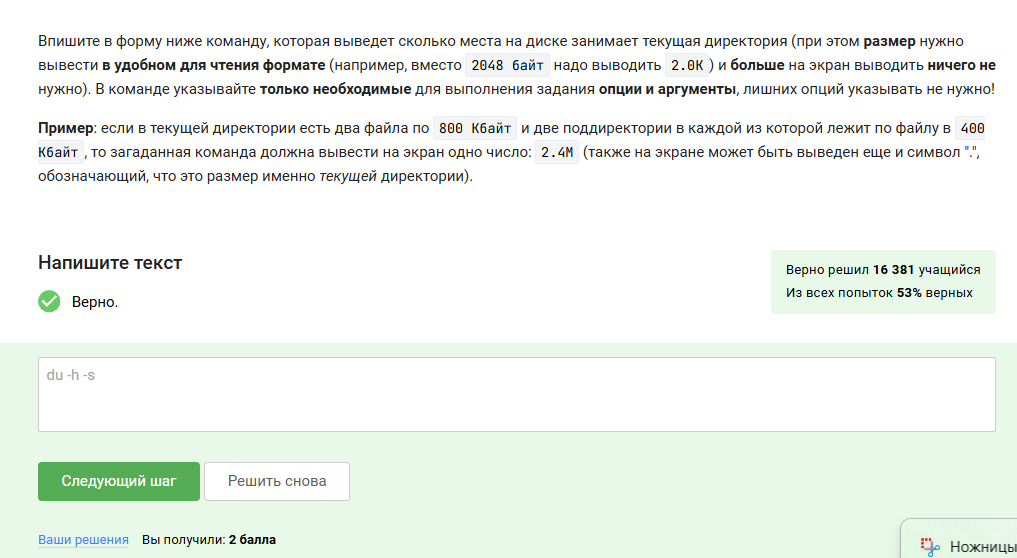 Впишите в форму ниже команду, которая выведет сколько места на диске занимает текущая директория (при этом размер нужно
вывести в удобном для чтения формате (например, вместо 2048 байт надо выводить 2.0K ) и больше на экран выводить ничего не
нужно). В команде указывайте только необходимые для выполнения задания опции и аргументы, лишних опций указывать не нужно!
Пример: если в текущей директории есть два файла по 800 Кбайт и две поддиректории в каждой из которой лежит по файлу в 400
Кбайт , то загаданная команда должна вывести на экран одно число: 2.4M (также на экране может быть выведен еще и символ ".",
обозначающий, что это размер именно текущей директории).
Напишите текст
Верно.
Верно решил 16 381 учащийся
Из всех попыток 53% верных
du -h -s
Следующий шаг
Решить снова
Ваши решения Вы получили: 2 балла
Ножницы